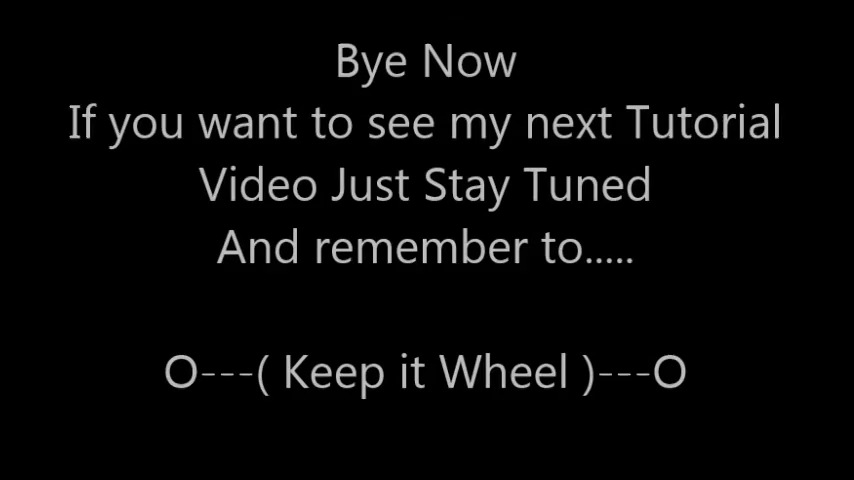 Bye Now
If you want to see my next Tutorial
Video Just Stay Tuned
And remember to.....
O---( Keep it Wheel )---O